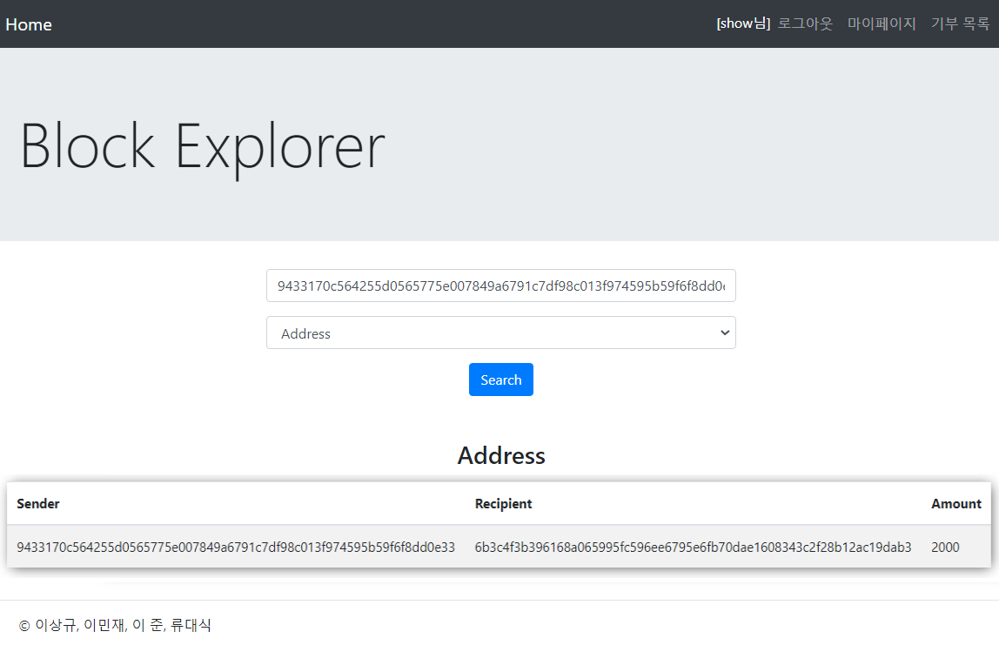 Home [show님] 로그아웃 마이페이지 기부 목록
Block Explorer
9433170c564255d0565775e007849a6791c7df98c013f974595b59f6f8dd0e
Address
Search
Address
Sender Recipient Amount
9433170c564255d0565775e007849a6791c7df98c013f974595b59f6f8dd0e33 6b3c4f3b396168a065995fc596ee6795e6fb70dae1608343c2f28b12ac19dab3 2000
© 이상규, 이민재, 이 준, 류대식